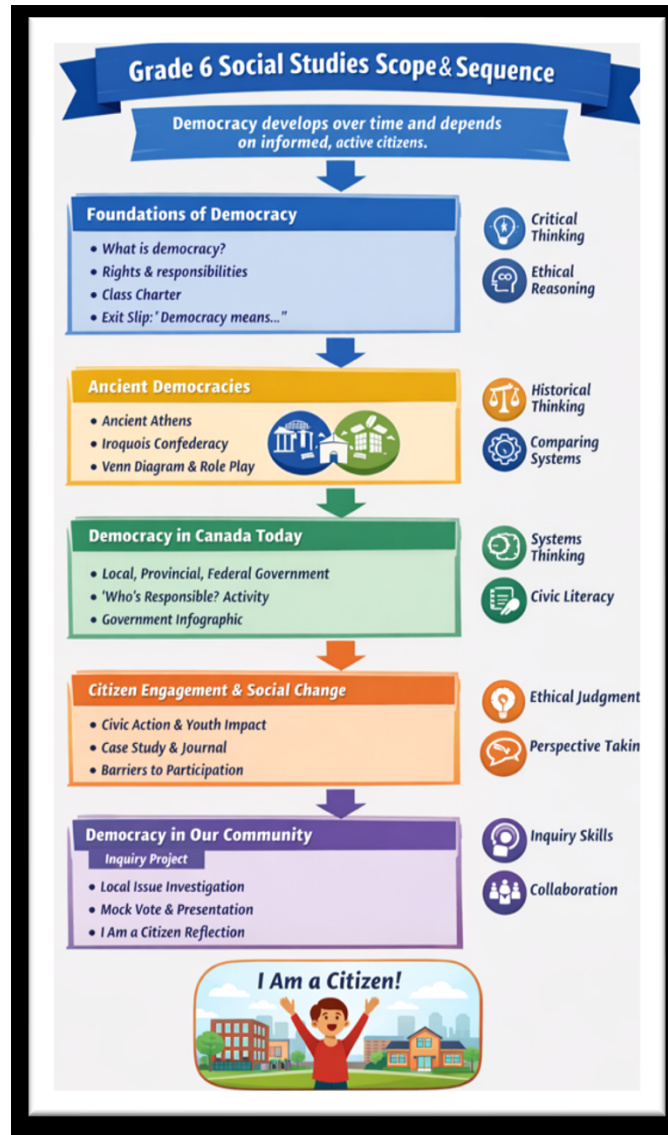 Grade 6 Social Studies Scope & Sequence
Democracy develops over time and depends
on informed, active citizens.
Foundations of Democracy
• What is democracy?
• Rights & responsibilities
• Class Charter
• Exit Slip: "Democracy means..."
Critical
Thinking
Ethical
Reasoning
Ancient Democracies
• Ancient Athens
• Iroquois Confederacy
• Venn Diagram & Role Play
Historical
Thinking
Comparing
Systems
Democracy in Canada Today
• Local, Provincial, Federal Government
• 'Who's Responsible? Activity
• Government Infographic
Systems
Thinking
Civic Literacy
Citizen Engagement & Social Change
• Civic Action & Youth Impact
• Case Study & Journal
• Barriers to Participation
Ethical Judgment
Perspective Takin
Democracy in Our Community
Inquiry Project
• Local Issue Investigation
• Mock Vote & Presentation
• I Am a Citizen Reflection
Inquiry Skills
Collaboration
I Am a Citizen!